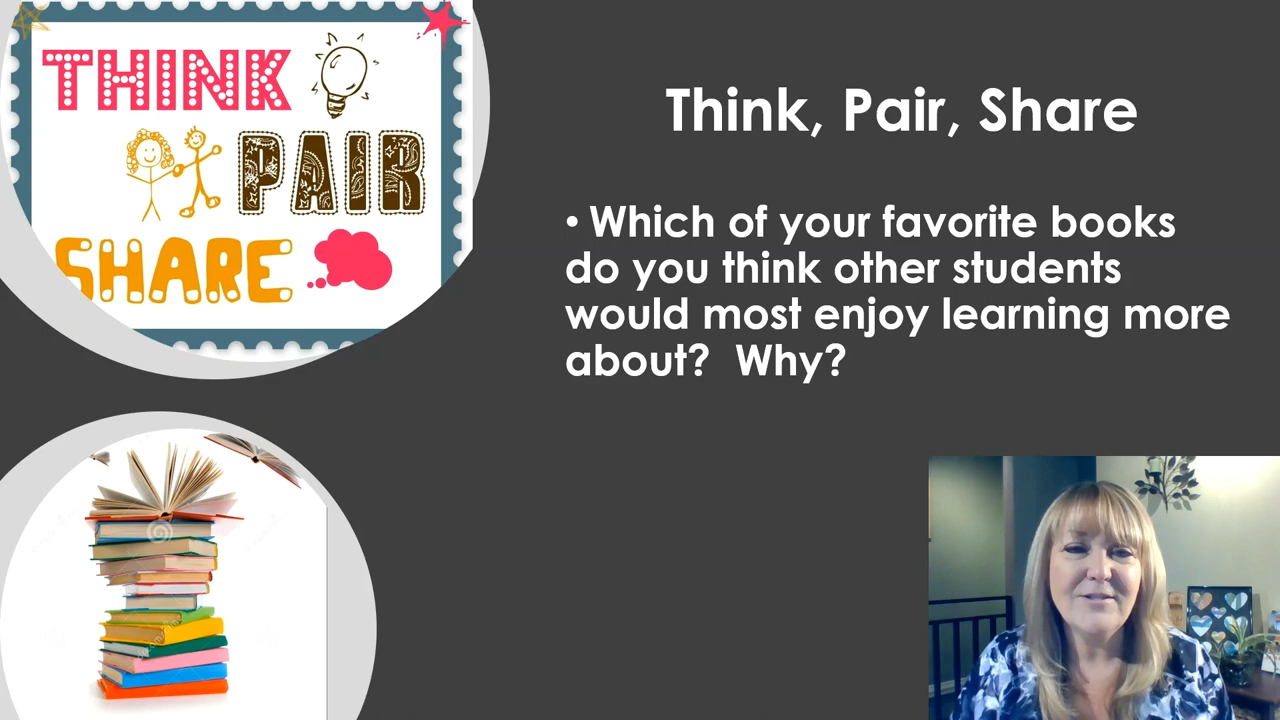 THINK
PAIR
SHARE
Think, Pair, Share
• Which of your favorite books
do you think other students
would most enjoy learning more
about?  Why?